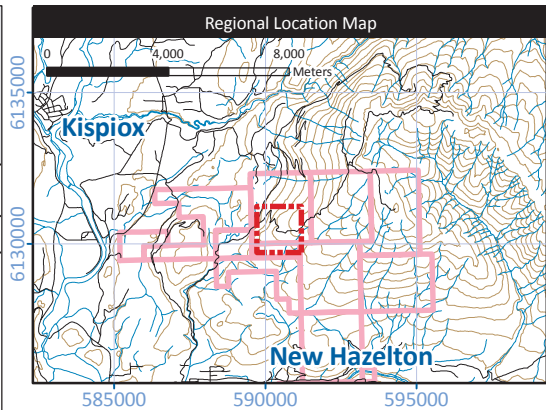 Regional Location Map
0 4,000 8,000
Meters
6135000
Kispiox
6130000
New Hazelton
585000 590000 595000